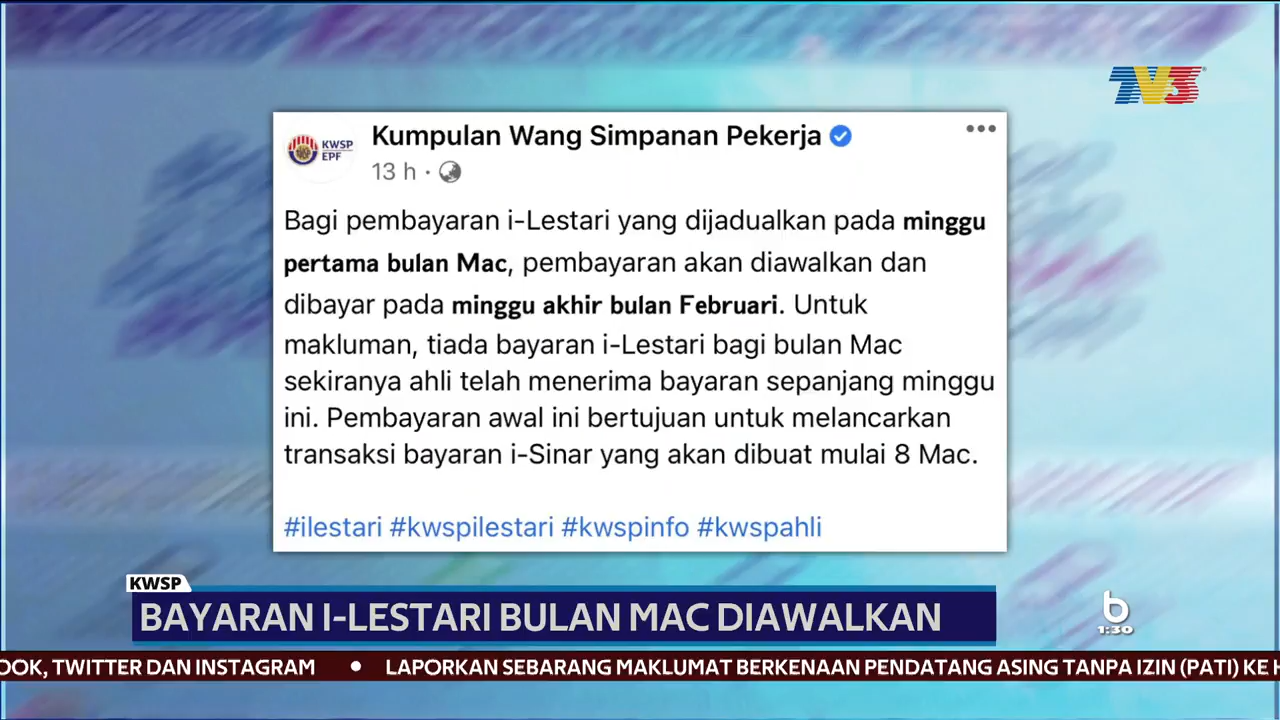 TV3
KWSP
EPF
Kumpulan Wang Simpanan Pekerja
13 h ·
Bagi pembayaran i-Lestari yang dijadualkan pada minggu
pertama bulan Mac, pembayaran akan diawalkan dan
dibayar pada minggu akhir bulan Februari. Untuk
makluman, tiada bayaran i-Lestari bagi bulan Mac
sekiranya ahli telah menerima bayaran sepanjang minggu
ini. Pembayaran awal ini bertujuan untuk melancarkan
transaksi bayaran i-Sinar yang akan dibuat mulai 8 Mac.
#ilestari #kwspilestari #kwspinfo #kwspahli
KWSP
BAYARAN I-LESTARI BULAN MAC DIAWALKAN
b
1:30
OOK, TWITTER DAN INSTAGRAM • LAPORKAN SEBARANG MAKLUMAT BERKENAAN PENDATANG ASING TANPA IZIN (PATI) KE H